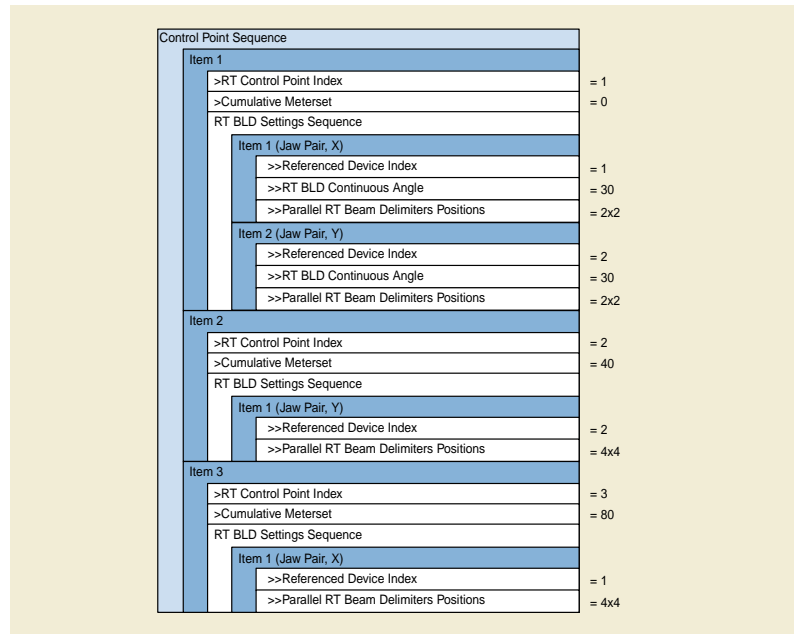 Control Point Sequence
Item 1
>RT Control Point Index = 1
>Cumulative Meterset = 0
RT BLD Settings Sequence
Item 1 (Jaw Pair, X)
>>Referenced Device Index = 1
>>RT BLD Continuous Angle = 30
>>Parallel RT Beam Delimiters Positions = 2x2
Item 2 (Jaw Pair, Y)
>>Referenced Device Index = 2
>>RT BLD Continuous Angle = 30
>>Parallel RT Beam Delimiters Positions = 2x2
Item 2
>RT Control Point Index = 2
>Cumulative Meterset = 40
RT BLD Settings Sequence
Item 1 (Jaw Pair, Y)
>>Referenced Device Index = 2
>>Parallel RT Beam Delimiters Positions = 4x4
Item 3
>RT Control Point Index = 3
>Cumulative Meterset = 80
RT BLD Settings Sequence
Item 1 (Jaw Pair, X)
>>Referenced Device Index = 1
>>Parallel RT Beam Delimiters Positions = 4x4